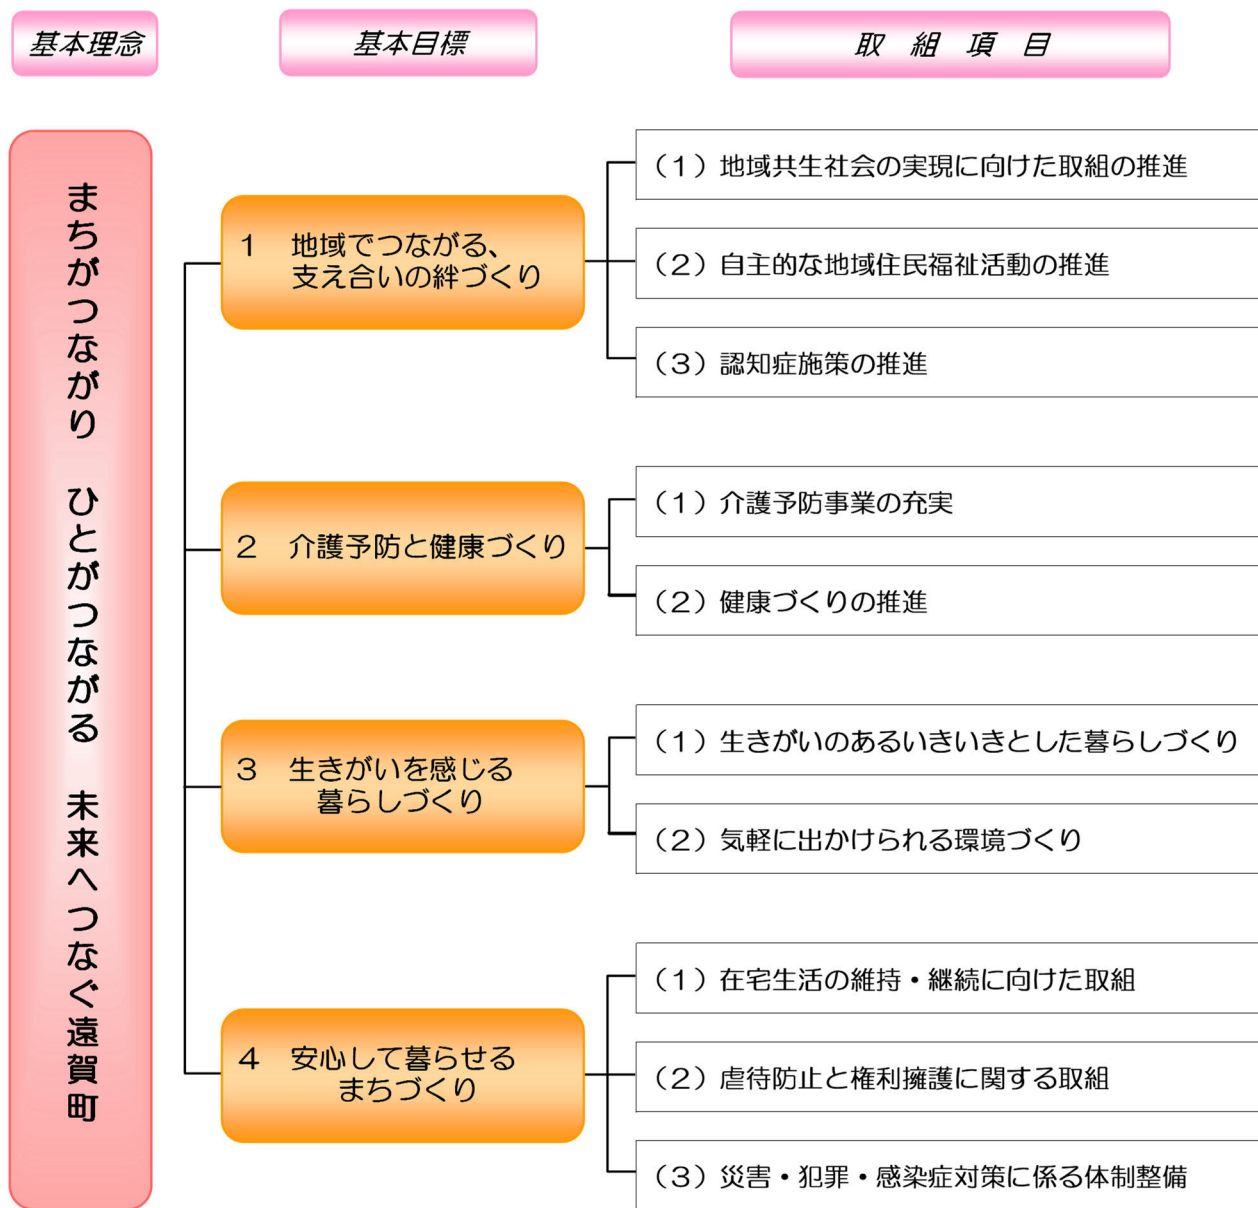 基本理念
基本目標
取 組 項 目
まちがつながり ひとがつながる 未来へつなぐ遠賀町
1 地域でつながる、
支え合いの絆づくり
(1)地域共生社会の実現に向けた取組の推進
(2)自主的な地域住民福祉活動の推進
(3)認知症施策の推進
2 介護予防と健康づくり
(1)介護予防事業の充実
(2)健康づくりの推進
3 生きがいを感じる
暮らしづくり
(1)生きがいのあるいきいきとした暮らしづくり
(2)気軽に出かけられる環境づくり
4 安心して暮らせる
まちづくり
(1)在宅生活の維持・継続に向けた取組
(2)虐待防止と権利擁護に関する取組
(3)災害・犯罪・感染症対策に係る体制整備